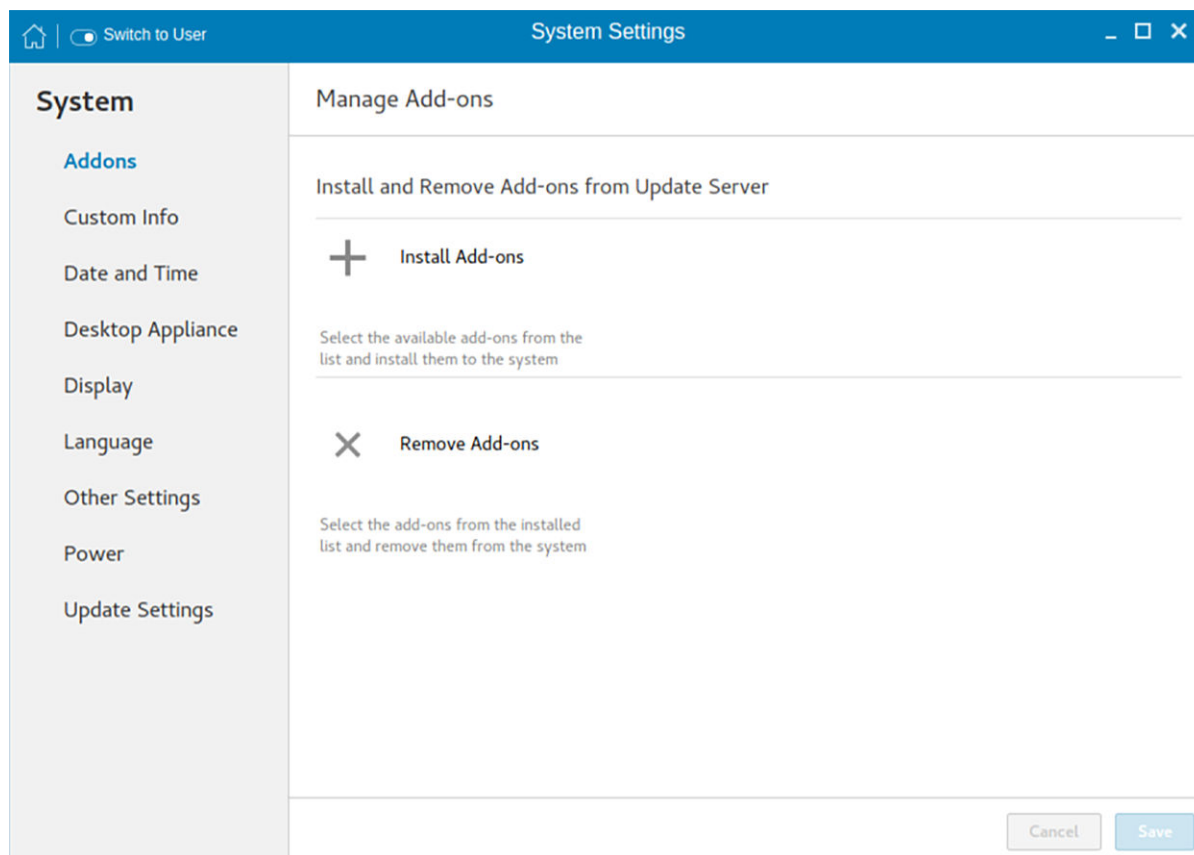 Switch to User
System Settings
System
Addons
Custom Info
Date and Time
Desktop Appliance
Display
Language
Other Settings
Power
Update Settings
Manage Add-ons
Install and Remove Add-ons from Update Server
Install Add-ons
Select the available add-ons from the
list and install them to the system
Remove Add-ons
Select the add-ons from the installed
list and remove them from the system
Cancel
Save